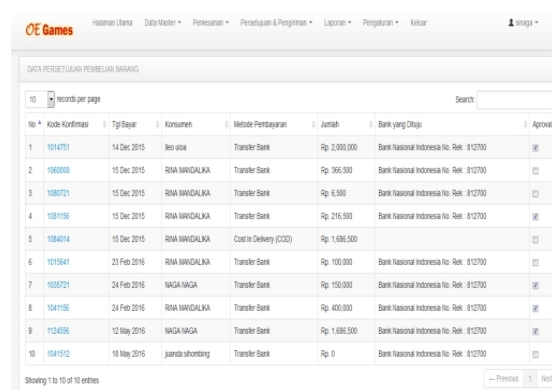 OE Games Halaman Utama Data Master Pemesanan Persetujuan & Pengiriman Laporan Pengaturan Keluar sinaga
DATA PERSETUJUAN PEMBELIAN BARANG
10 records per page Search:
No Kode Konfirmasi Tgl Bayar Konsumen Metode Pembayaran Jumlah Bank yang Dituju Aproval
1 1014751 14 Dec 2015 leo uloa Transfer Bank Rp. 2,000,000 Bank Nasional Indonesia No. Rek : 812700
2 1060000 15 Dec 2015 RINA MANDALIKA Transfer Bank Rp. 366,500 Bank Nasional Indonesia No. Rek : 812700
3 1080721 15 Dec 2015 RINA MANDALIKA Transfer Bank Rp. 6,500 Bank Nasional Indonesia No. Rek : 812700
4 1081156 15 Dec 2015 RINA MANDALIKA Transfer Bank Rp. 216,500 Bank Nasional Indonesia No. Rek : 812700
5 1084014 15 Dec 2015 RINA MANDALIKA Cost In Delivery (COD) Rp. 1,686,500
6 1015641 23 Feb 2016 RINA MANDALIKA Transfer Bank Rp. 100,000 Bank Nasional Indonesia No. Rek : 812700
7 1035721 24 Feb 2016 NAGA NAGA Transfer Bank Rp. 150,000 Bank Nasional Indonesia No. Rek : 812700
8 1041156 24 Feb 2016 RINA MANDALIKA Transfer Bank Rp. 400,000 Bank Nasional Indonesia No. Rek : 812700
9 1124556 12 May 2016 NAGA NAGA Transfer Bank Rp. 1,686,500 Bank Nasional Indonesia No. Rek : 812700
10 1041512 18 May 2016 juanda sihombing Transfer Bank Rp. 0 Bank Nasional Indonesia No. Rek : 812700
Showing 1 to 10 of 10 entries ← Previous 1 Next